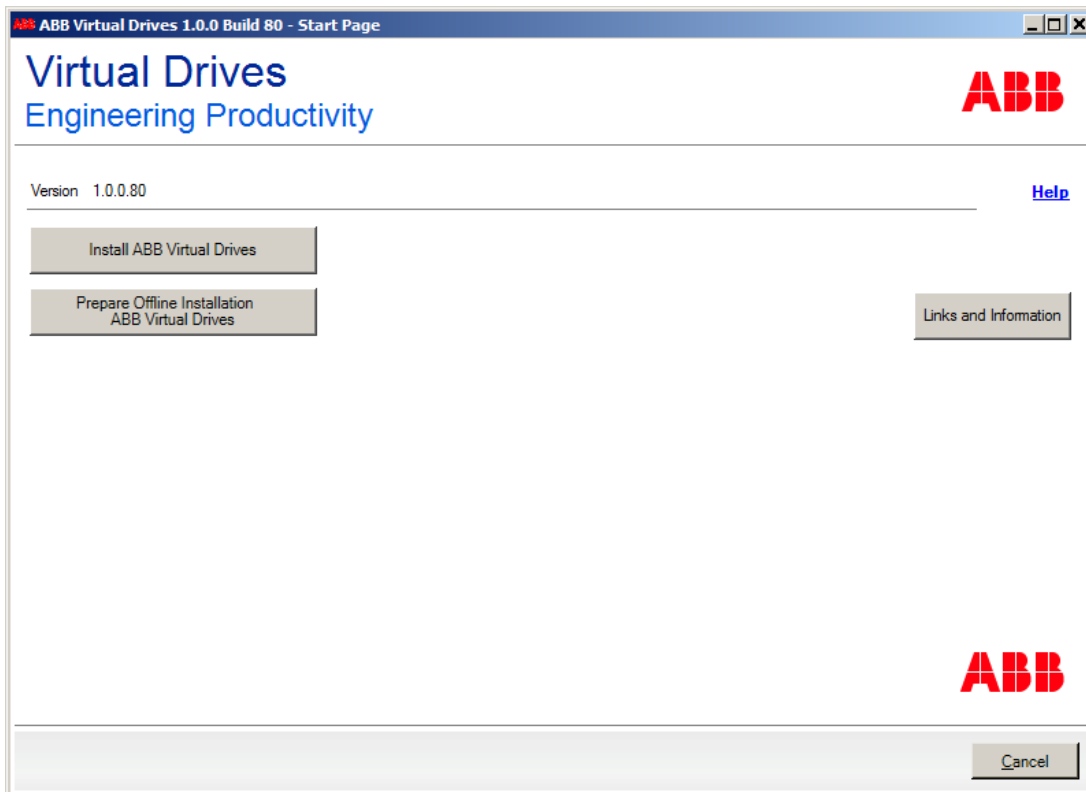 ABB ABB Virtual Drives 1.0.0 Build 80 - Start Page
Virtual Drives
ABB
Engineering Productivity
Version 1.0.0.80
Help
Install ABB Virtual Drives
Prepare Offline Installation
ABB Virtual Drives
Links and Information
ABB
Cancel